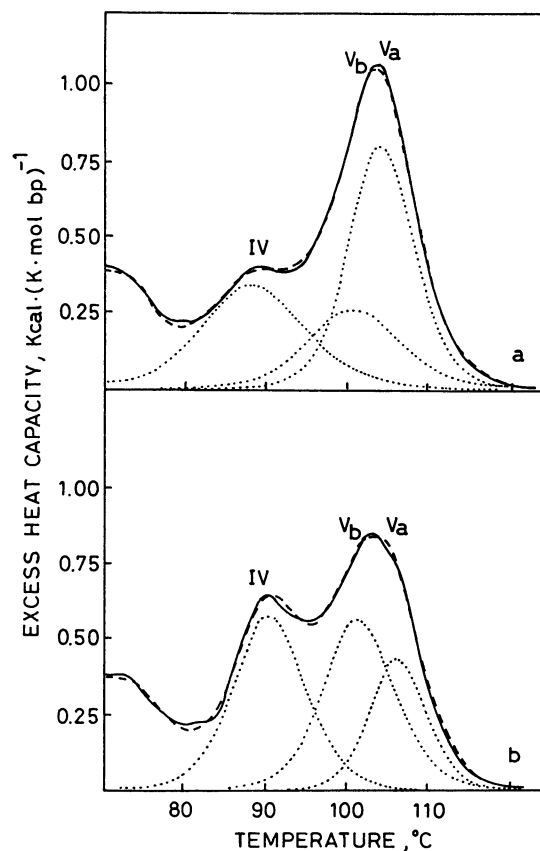 EXCESS HEAT CAPACITY, Kcal·(K·mol bp)⁻¹
Vb Va
1.00
0.75
IV
0.50
0.25
a
1.00
Vb Va
0.75
IV
0.50
0.25
b
80 90 100 110
TEMPERATURE ,°C